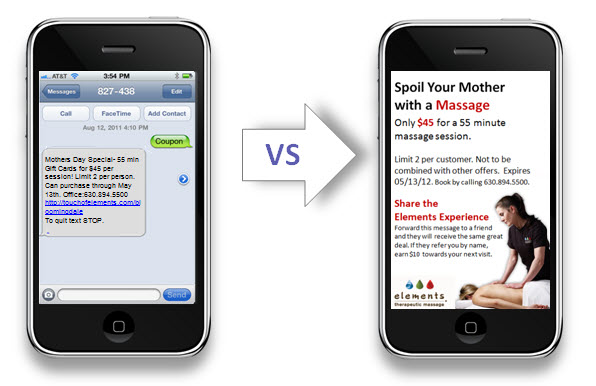 AT&T 3:54 PM
Messages 827-438 Edit
Call FaceTime Add Contact
Aug 12, 2011 4:10 PM
Coupon
Mothers Day Special- 55 min
Gift Cards for $45 per
session! Limit 2 per person.
Can purchase through May
13th. Office:630.894.5500
http://touchofelements.com/bl
oomingdale
To quit text STOP.
Send
VS
Spoil Your Mother
with a Massage
Only $45 for a 55 minute
massage session.
Limit 2 per customer. Not to be
combined with other offers. Expires
05/13/12. Book by calling 630.894.5500.
Share the
Elements Experience
Forward this message to a friend
and they will receive the same great
deal. If they refer you by name,
earn $10 towards your next visit.
elements
therapeutic massage